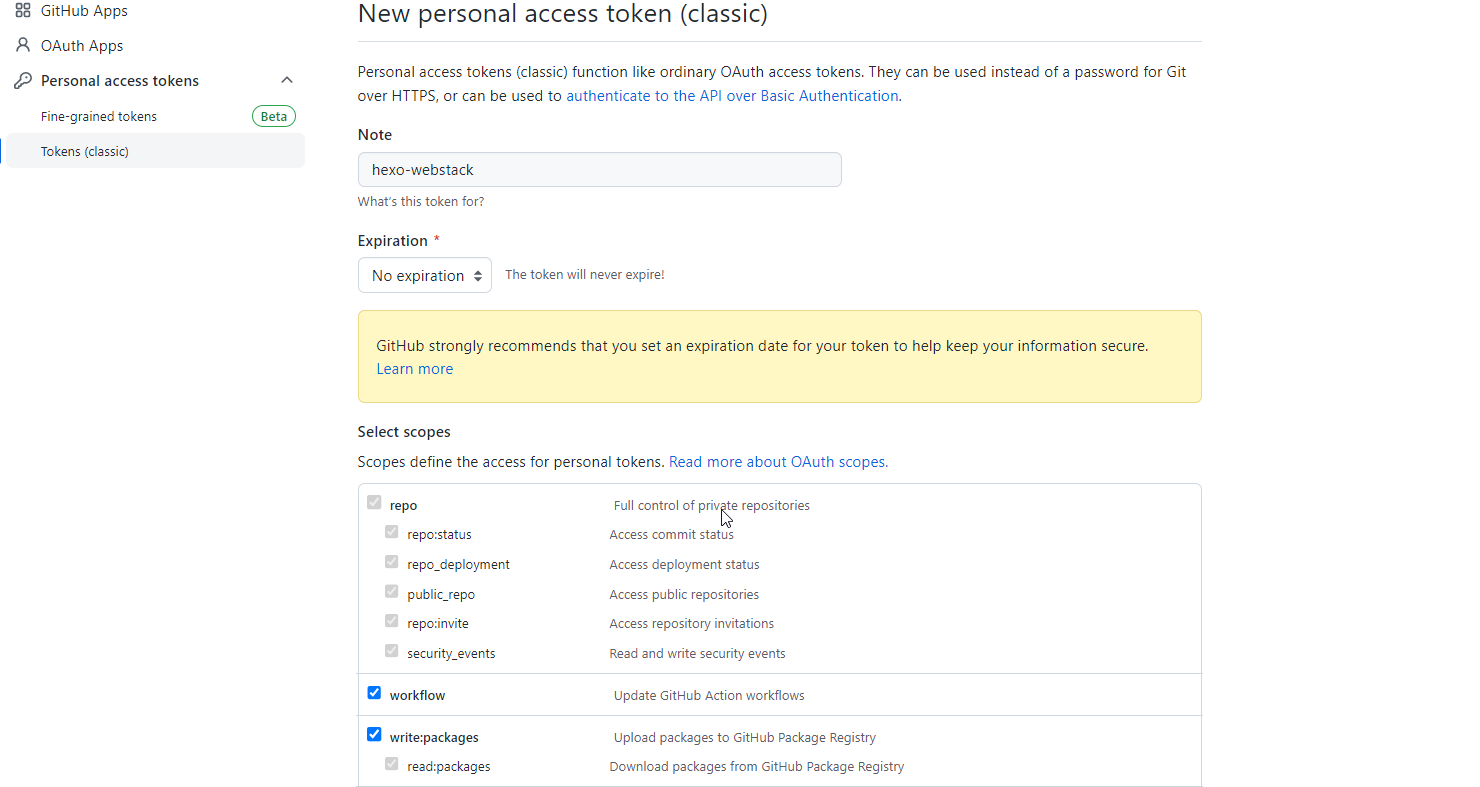 GitHub Apps
OAuth Apps
Personal access tokens
Fine-grained tokens Beta
Tokens (classic)
New personal access token (classic)
Personal access tokens (classic) function like ordinary OAuth access tokens. They can be used instead of a password for Git
over HTTPS, or can be used to authenticate to the API over Basic Authentication.
Note
hexo-webstack
What's this token for?
Expiration *
No expiration The token will never expire!
GitHub strongly recommends that you set an expiration date for your token to help keep your information secure.
Learn more
Select scopes
Scopes define the access for personal tokens. Read more about OAuth scopes.
repo Full control of private repositories
repo:status Access commit status
repo_deployment Access deployment status
public_repo Access public repositories
repo:invite Access repository invitations
security_events Read and write security events
workflow Update GitHub Action workflows
write:packages Upload packages to GitHub Package Registry
read:packages Download packages from GitHub Package Registry